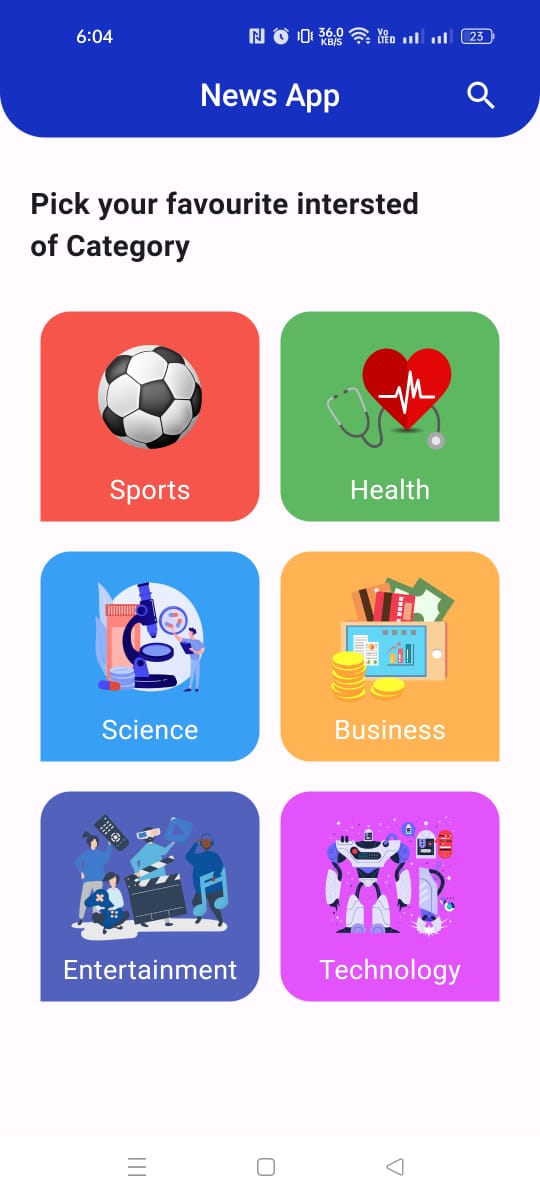 6:04
36.0
KB/S
Vo
LTED
23
News App
Pick your favourite intersted
of Category
Sports
Health
Science
Business
Entertainment
Technology